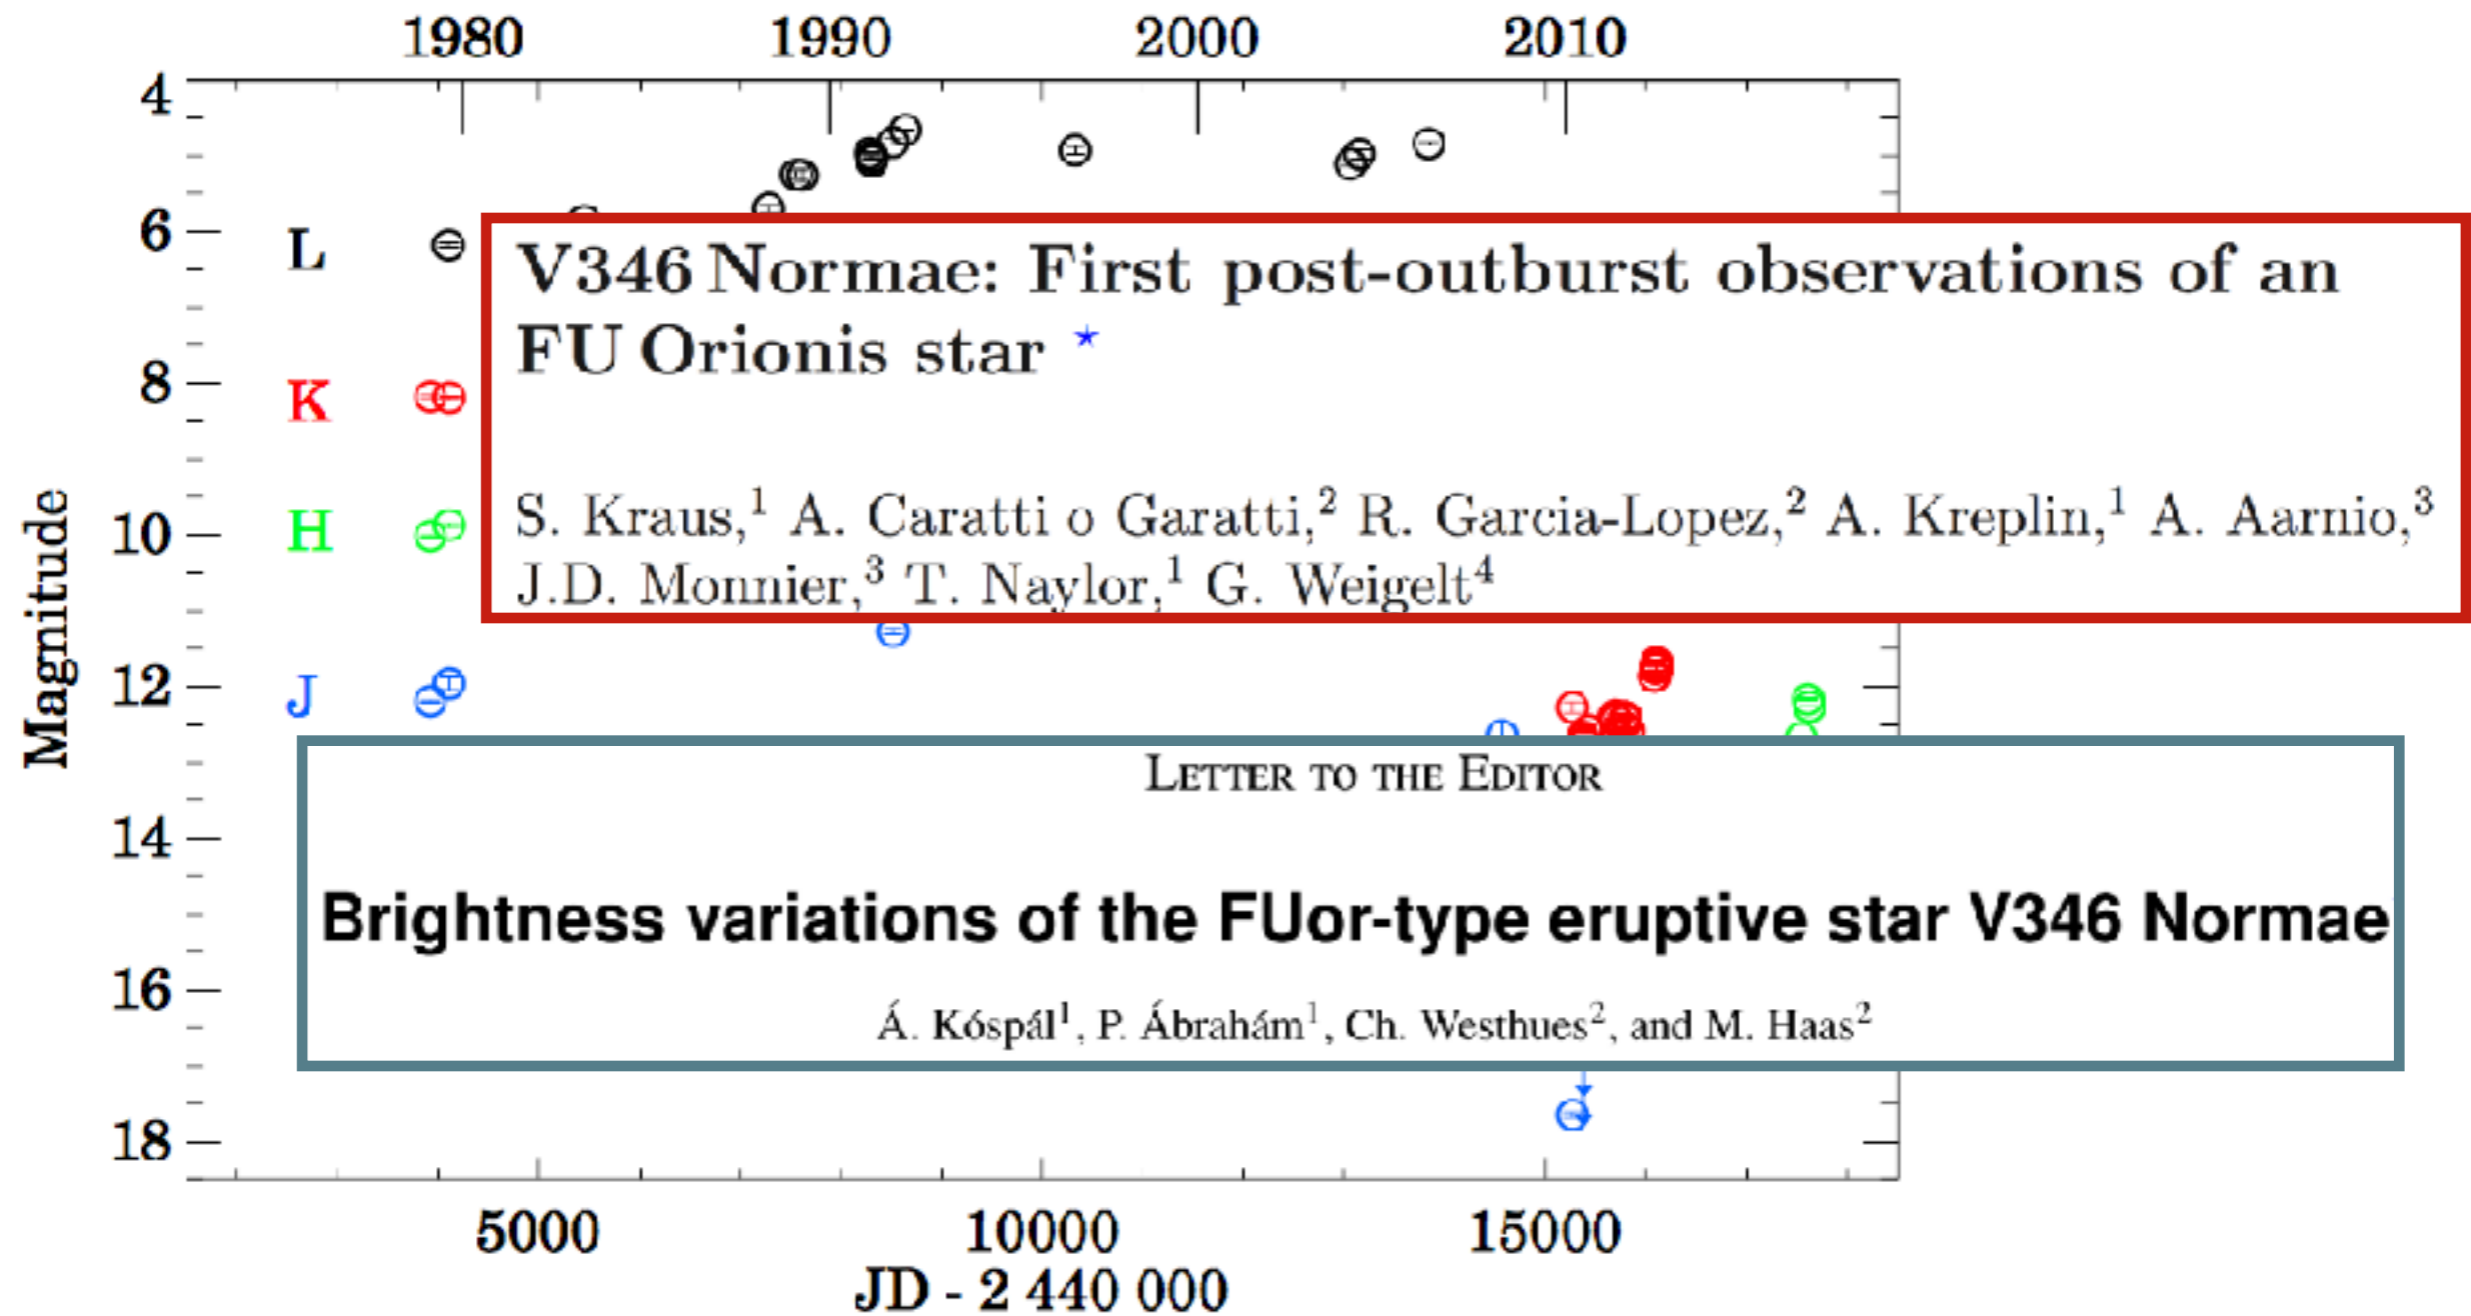 1980 1990 2000 2010
4
6
8
10
12
14
16
18
Magnitude
L
K
H
J
V346 Normae: First post-outburst observations of an
FU Orionis star *
S. Kraus,¹ A. Caratti o Garatti,² R. Garcia-Lopez,² A. Kreplin,¹ A. Aarnio,³
J.D. Monnier,³ T. Naylor,¹ G. Weigelt⁴
LETTER TO THE EDITOR
Brightness variations of the FUor-type eruptive star V346 Normae
Á. Kóspál¹, P. Ábrahám¹, Ch. Westhues², and M. Haas²
5000 10000 15000
JD - 2 440 000